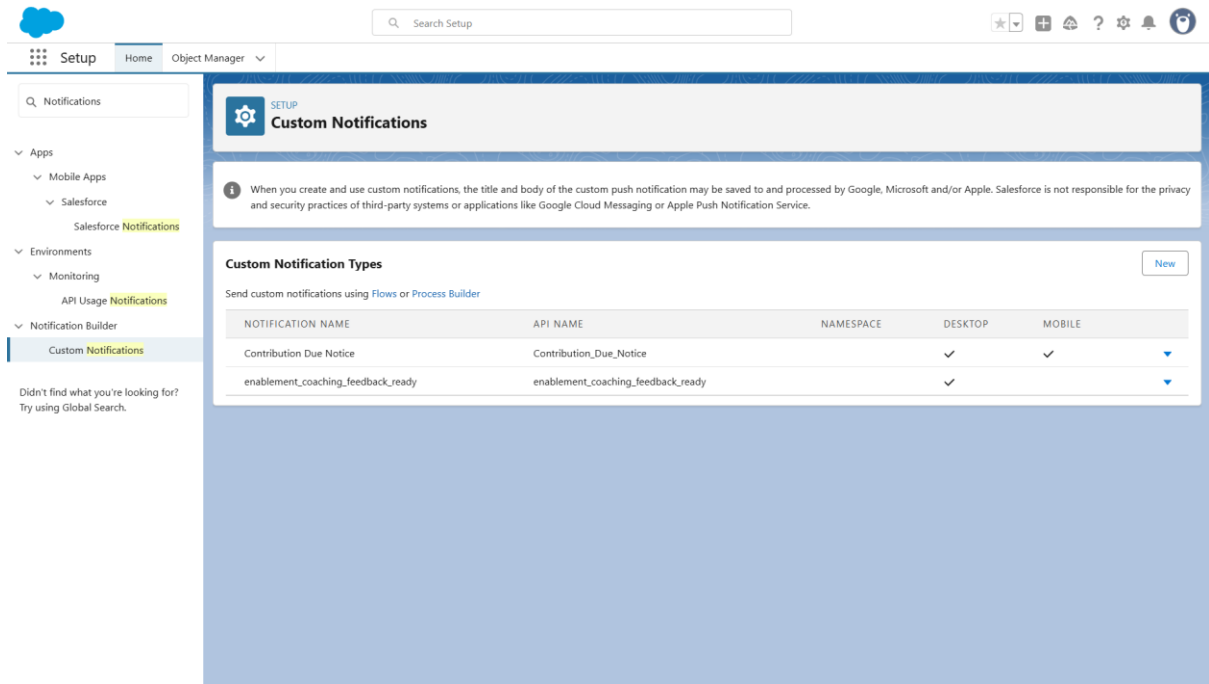 Search Setup
Setup
Home
Object Manager
Notifications
Apps
Mobile Apps
Salesforce
Salesforce Notifications
Environments
Monitoring
API Usage Notifications
Notification Builder
Custom Notifications
Didn't find what you're looking for?
Try using Global Search.
SETUP
Custom Notifications
When you create and use custom notifications, the title and body of the custom push notification may be saved to and processed by Google, Microsoft and/or Apple. Salesforce is not responsible for the privacy
and security practices of third-party systems or applications like Google Cloud Messaging or Apple Push Notification Service.
Custom Notification Types
New
Send custom notifications using Flows or Process Builder
NOTIFICATION NAME API NAME NAMESPACE DESKTOP MOBILE
Contribution Due Notice Contribution_Due_Notice
enablement_coaching_feedback_ready enablement_coaching_feedback_ready